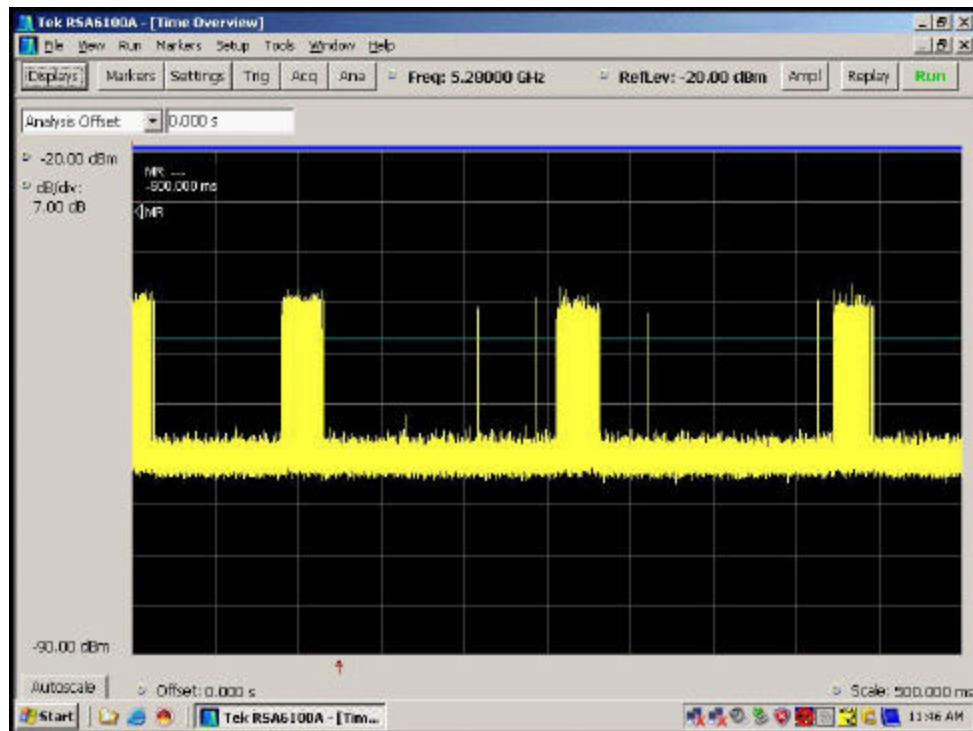 Tek RSA6100A - [Time Overview]
File View Run Markers Setup Tools Window Help
Displays Markers Settings Trig Acq Ana Freq: 5.28000 GHz RefLev: -20.00 dBm Ampl Replay Run
Analysis Offset 0.000 s
-20.00 dBm
dB/div:
7.00 dB
MR: ---
MR
-90.00 dBm
Autoscale Offset: 0.000 s Scale: 500.000 ms
Start Tek RSA6100A - [Tim... 11:46 AM